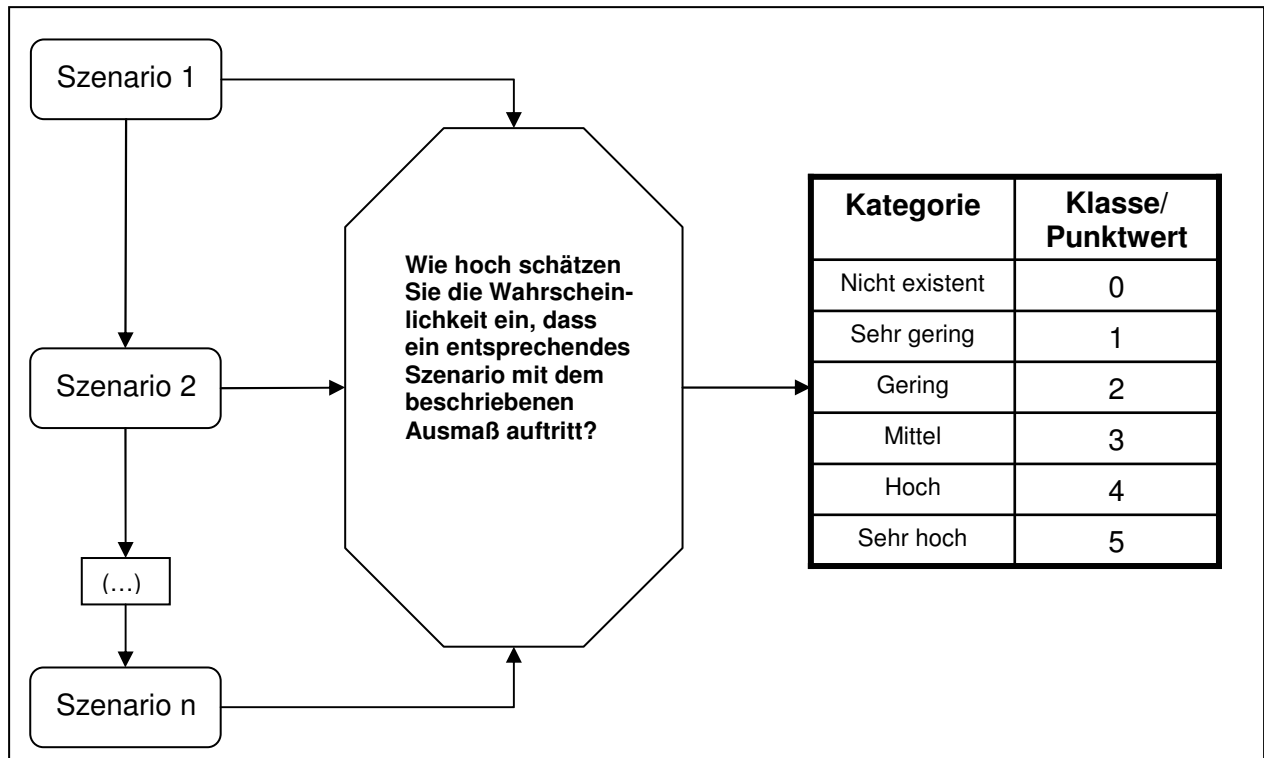 Szenario 1
Szenario 2
(…)
Szenario n
Wie hoch schätzen
Sie die Wahrschein-
lichkeit ein, dass
ein entsprechendes
Szenario mit dem
beschriebenen
Ausmaß auftritt?
Kategorie Klasse/
Punktwert
Nicht existent 0
Sehr gering 1
Gering 2
Mittel 3
Hoch 4
Sehr hoch 5